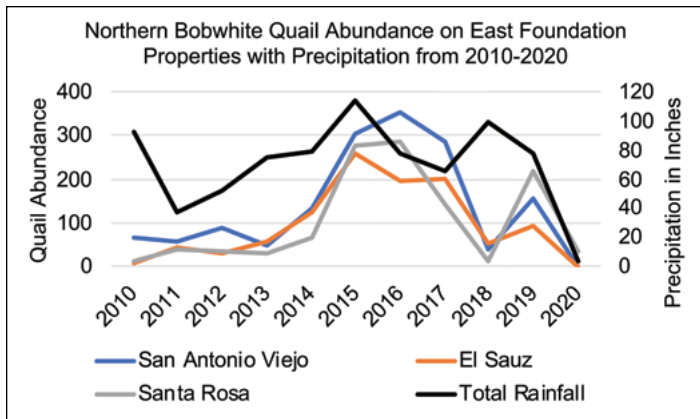 Northern Bobwhite Quail Abundance on East Foundation
Properties with Precipitation from 2010-2020
Quail Abundance
400
300
200
100
0
120
100
80
60
40
20
0
Precipitation in Inches
2010 2011 2012 2013 2014 2015 2016 2017 2018 2019 2020
San Antonio Viejo El Sauz
Santa Rosa Total Rainfall